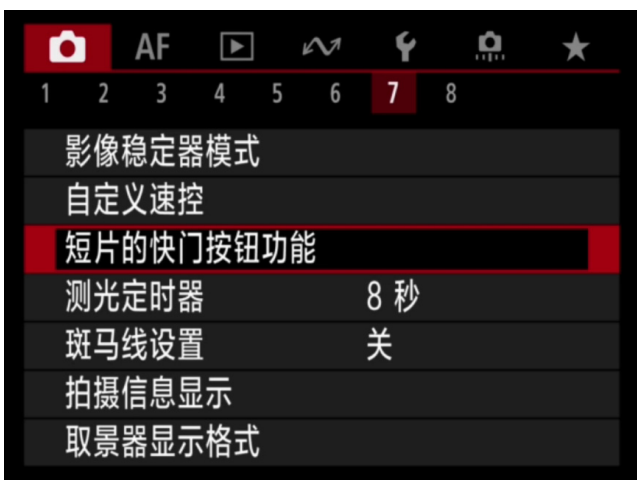 AF
1 2 3 4 5 6 7 8
影像稳定器模式
自定义速控
短片的快门按钮功能
测光定时器 8 秒
斑马线设置 关
拍摄信息显示
取景器显示格式